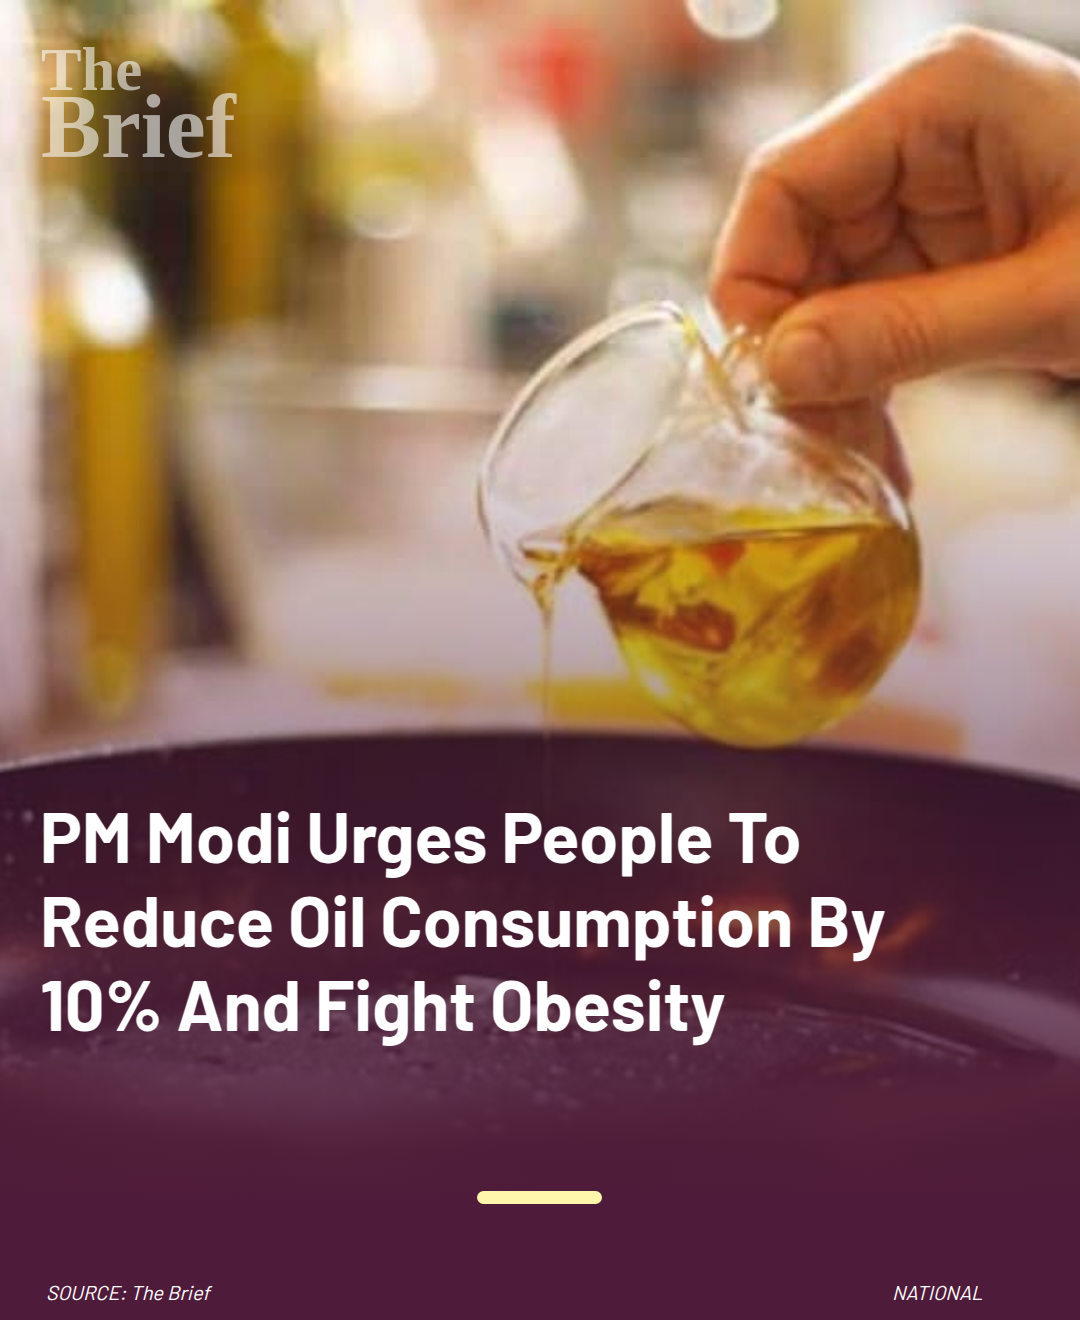 The
Brief
PM Modi Urges People To
Reduce Oil Consumption By
10% And Fight Obesity
SOURCE: The Brief
NATIONAL